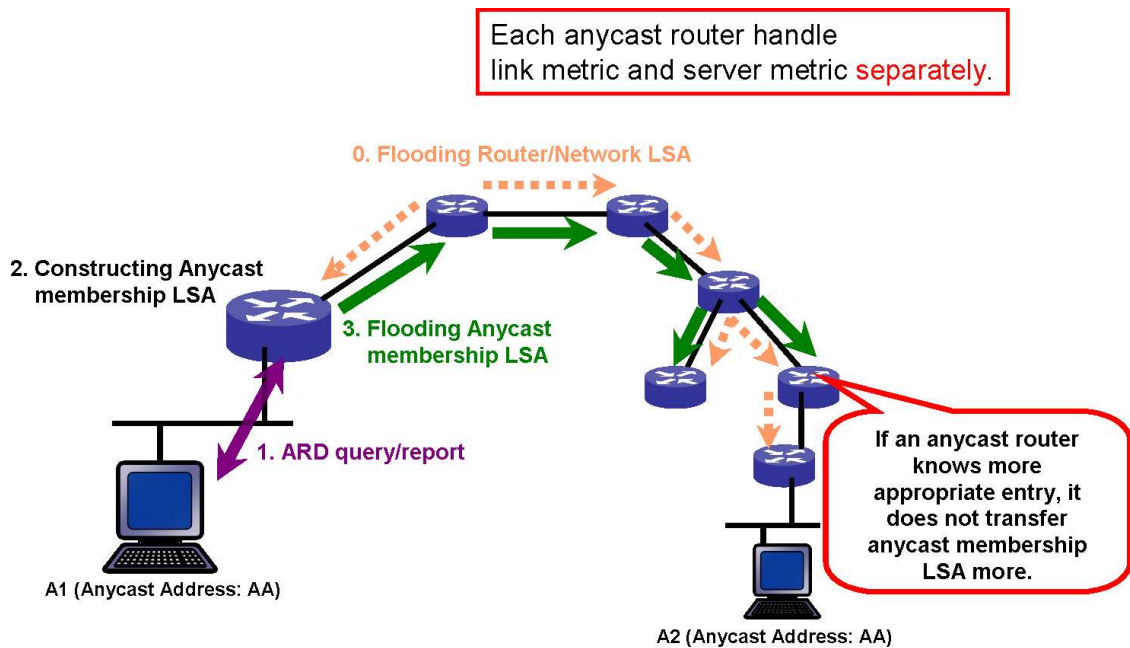 Each anycast router handle
link metric and server metric separately.
0. Flooding Router/Network LSA
2. Constructing Anycast
membership LSA
3. Flooding Anycast
membership LSA
1. ARD query/report
If an anycast router
knows more
appropriate entry, it
does not transfer
anycast membership
LSA more.
A1 (Anycast Address: AA)
A2 (Anycast Address: AA)